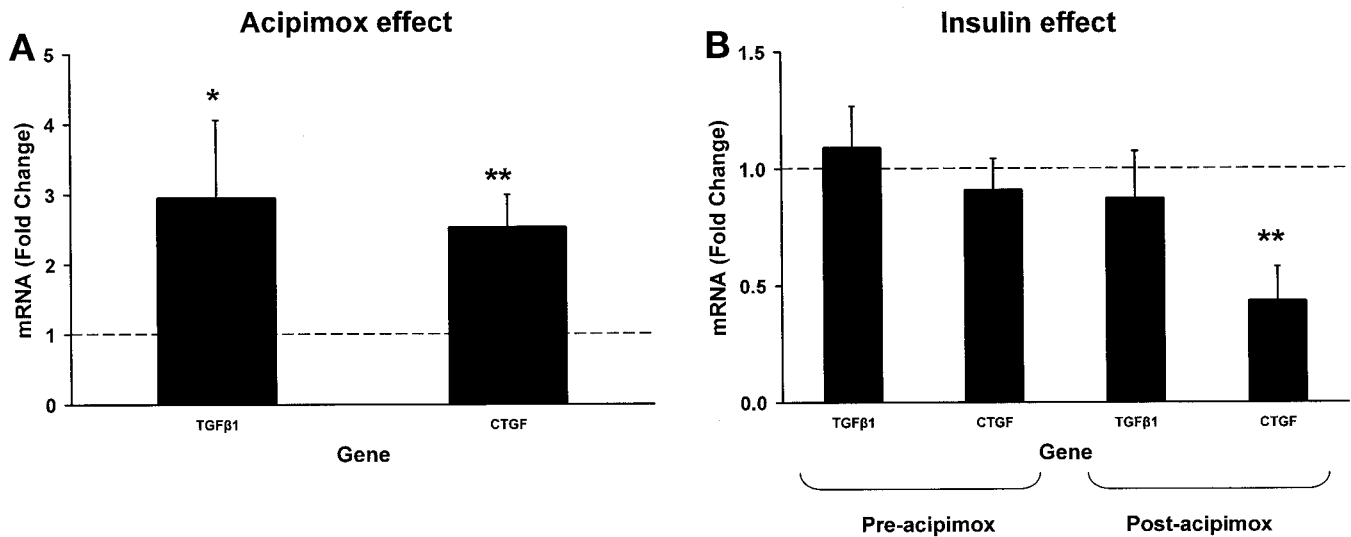 A
Acipimox effect
mRNA (Fold Change)
5
4
3
2
1
0
*
**
TGFβ1
CTGF
Gene
B
Insulin effect
mRNA (Fold Change)
1.5
1.0
0.5
0.0
**
TGFβ1
CTGF
TGFβ1
CTGF
Gene
Pre-acipimox
Post-acipimox